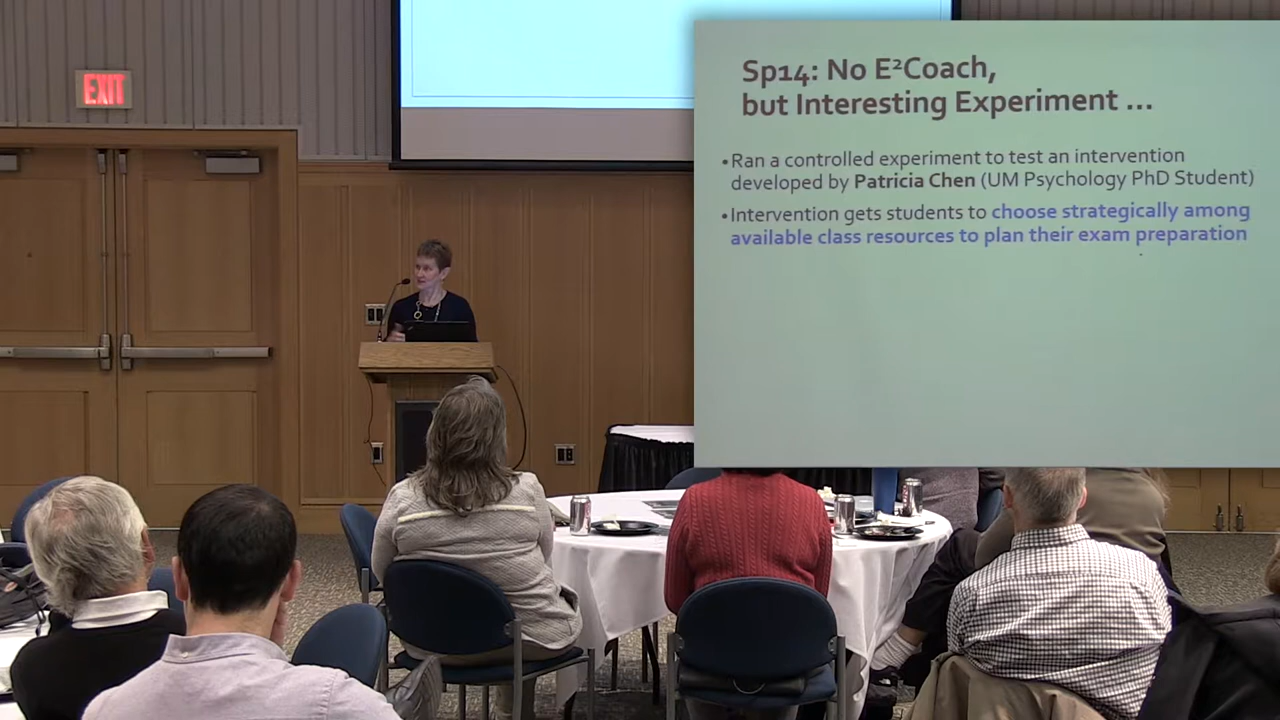 EXIT
Sp14: No E²Coach,
but Interesting Experiment ...
• Ran a controlled experiment to test an intervention
developed by Patricia Chen (UM Psychology PhD Student)
• Intervention gets students to choose strategically among
available class resources to plan their exam preparation